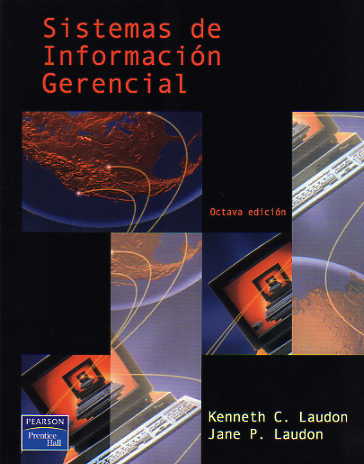 Sistemas de
Información
Gerencial
Octava edición
Kenneth C. Laudon
Jane P. Laudon
PEARSON
Prentice
Hall